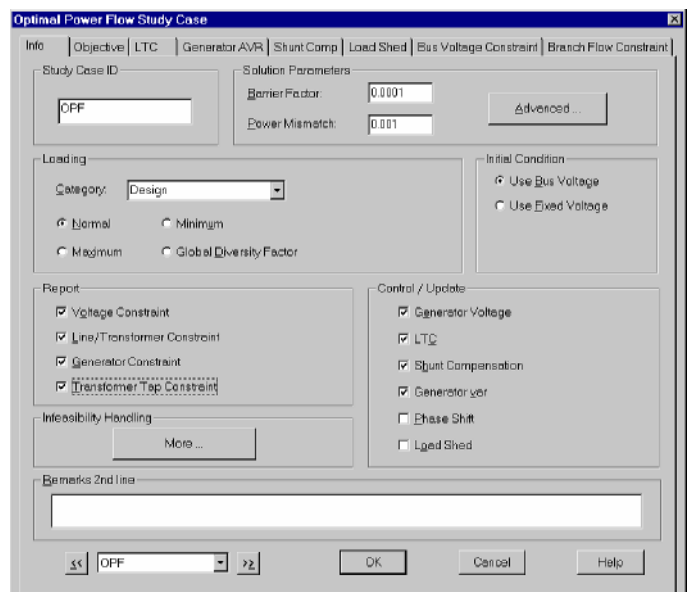 Optimal Power Flow Study Case
Info Objective LTC Generator AVR Shunt Comp Load Shed Bus Voltage Constraint Branch Flow Constraint
Study Case ID
OPF
Solution Parameters
Barrier Factor: 0.0001
Power Mismatch: 0.001
Advanced ...
Loading
Category: Design
Normal Minimum
Maximum Global Diversity Factor
Initial Condition
Use Bus Voltage
Use Fixed Voltage
Report
Voltage Constraint
Line/Transformer Constraint
Generator Constraint
Transformer Tap Constraint
Control / Update
Generator Voltage
LTC
Shunt Compensation
Generator var
Phase Shift
Load Shed
Infeasibility Handling
More ...
Remarks 2nd line
<< OPF >> OK Cancel Help